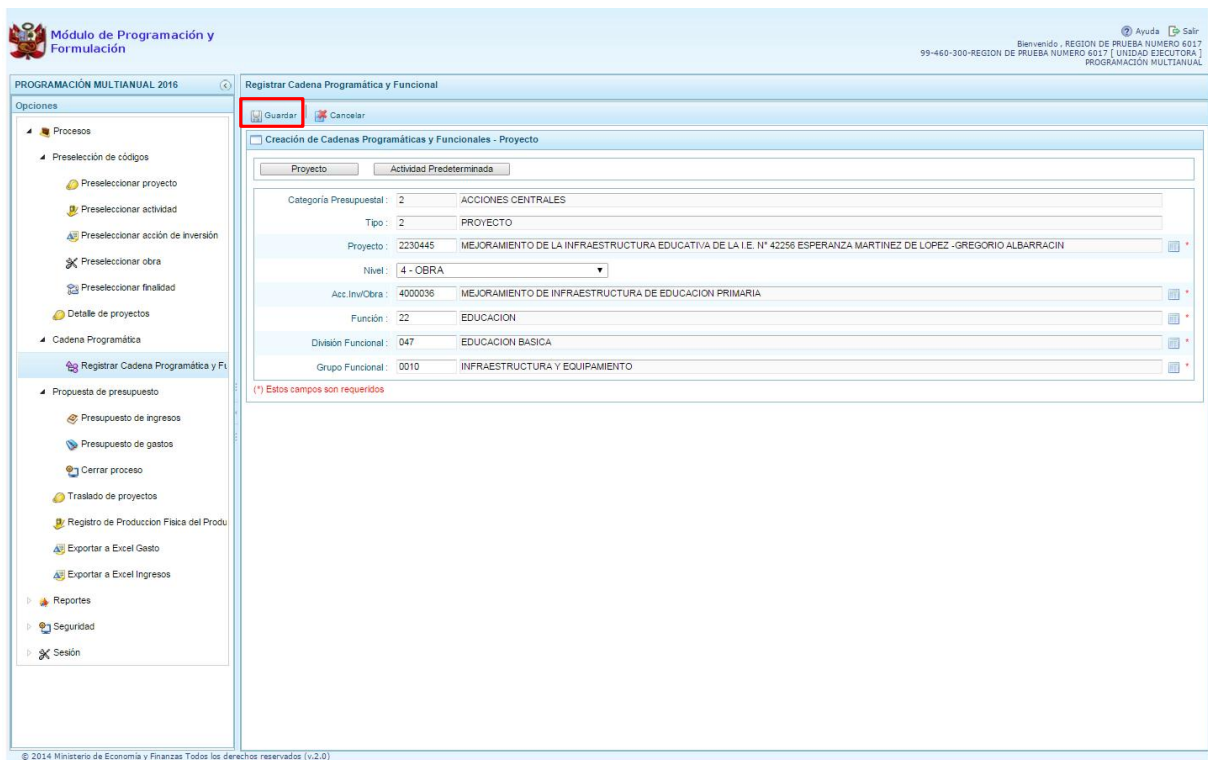 Módulo de Programación y
Formulación
Ayuda Salir
Bienvenido , REGION DE PRUEBA NUMERO 6017
99-460-300-REGION DE PRUEBA NUMERO 6017 [ UNIDAD EJECUTORA ]
PROGRAMACIÓN MULTIANUAL
PROGRAMACIÓN MULTIANUAL 2016
Opciones
Procesos
Preselección de códigos
Preseleccionar proyecto
Preseleccionar actividad
Preseleccionar acción de inversión
Preseleccionar obra
Preseleccionar finalidad
Detalle de proyectos
Cadena Programática
Registrar Cadena Programática y Fu
Propuesta de presupuesto
Presupuesto de ingresos
Presupuesto de gastos
Cerrar proceso
Traslado de proyectos
Registro de Produccion Fisica del Produ
Exportar a Excel Gasto
Exportar a Excel Ingresos
Reportes
Seguridad
Sesión
Registrar Cadena Programática y Funcional
Guardar Cancelar
Creación de Cadenas Programáticas y Funcionales - Proyecto
Proyecto Actividad Predeterminada
Categoría Presupuestal : 2 ACCIONES CENTRALES
Tipo : 2 PROYECTO
Proyecto : 2230445 MEJORAMIENTO DE LA INFRAESTRUCTURA EDUCATIVA DE LA I.E. N° 42256 ESPERANZA MARTINEZ DE LOPEZ -GREGORIO ALBARRACIN *
Nivel : 4 - OBRA
Acc.Inv/Obra : 4000036 MEJORAMIENTO DE INFRAESTRUCTURA DE EDUCACION PRIMARIA *
Función : 22 EDUCACION *
División Funcional : 047 EDUCACION BASICA *
Grupo Funcional : 0010 INFRAESTRUCTURA Y EQUIPAMIENTO *
(*) Estos campos son requeridos
© 2014 Ministerio de Economía y Finanzas Todos los derechos reservados (v.2.0)